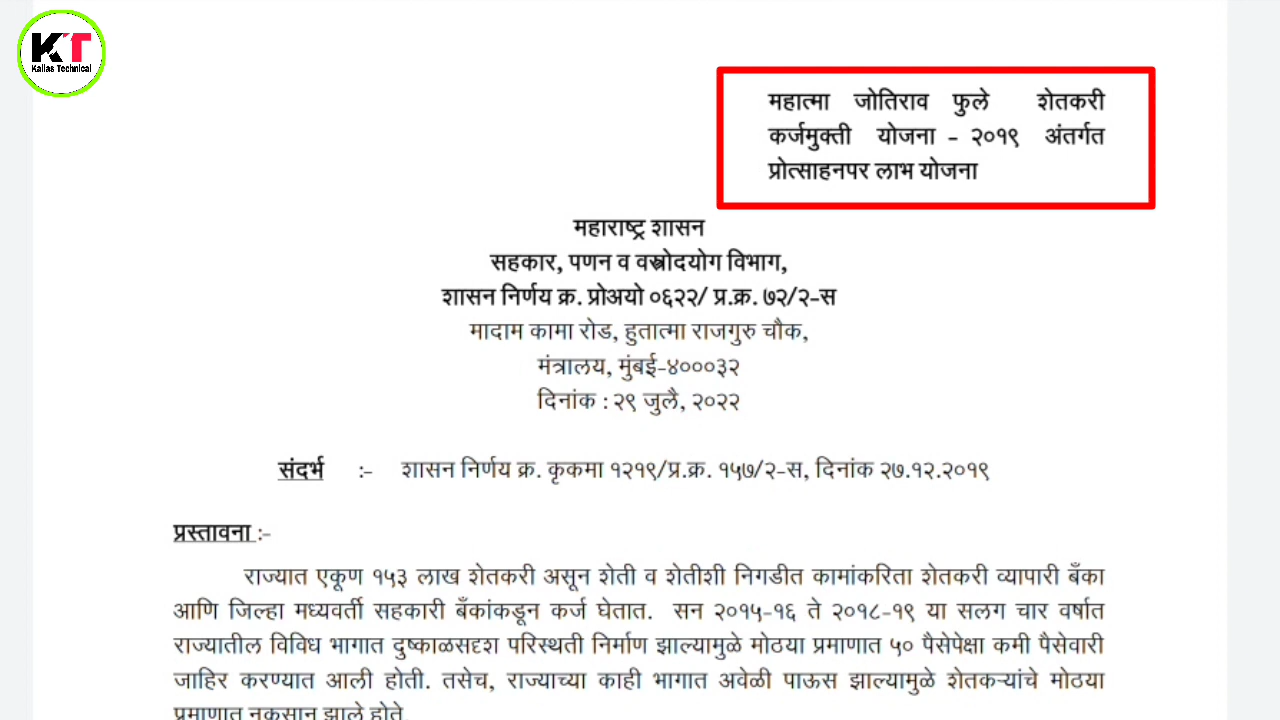 KT
Kailas Technical
महात्मा जोतिराव फुले शेतकरी
कर्जमुक्ती योजना - २०१९ अंतर्गत
प्रोत्साहनपर लाभ योजना
महाराष्ट्र शासन
सहकार, पणन व वस्त्रोदयोग विभाग,
शासन निर्णय क्र. प्रोअयो ०६२२/ प्र.क्र. ७२/२-स
मादाम कामा रोड, हुतात्मा राजगुरु चौक,
मंत्रालय, मुंबई-४०००३२
दिनांक : २९ जुलै, २०२२
संदर्भ :- शासन निर्णय क्र. कृकमा १२१९/प्र.क्र. १५७/२-स, दिनांक २७.१२.२०१९
प्रस्तावना :-
राज्यात एकूण १५३ लाख शेतकरी असून शेती व शेतीशी निगडीत कामांकरिता शेतकरी व्यापारी बँका
आणि जिल्हा मध्यवर्ती सहकारी बँकांकडून कर्ज घेतात. सन २०१५-१६ ते २०१८-१९ या सलग चार वर्षात
राज्यातील विविध भागात दुष्काळसदृश परिस्थती निर्माण झाल्यामुळे मोठया प्रमाणात ५० पैसेपेक्षा कमी पैसेवारी
जाहिर करण्यात आली होती. तसेच, राज्याच्या काही भागात अवेळी पाऊस झाल्यामुळे शेतकऱ्यांचे मोठया
प्रमाणात नुकसान झाले होते.